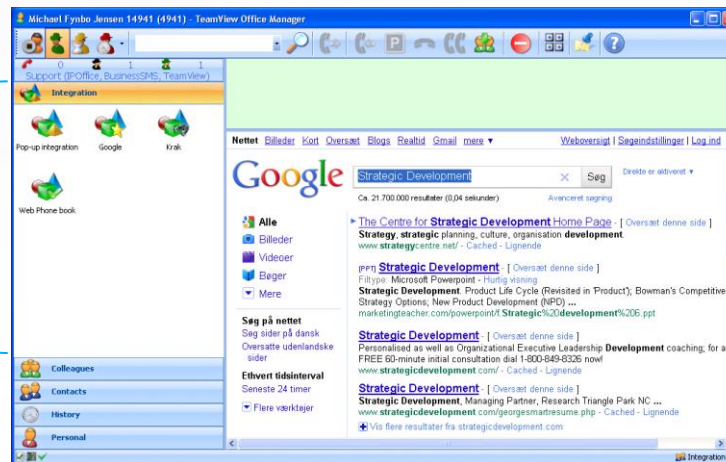 Michael Fynbo Jensen 14941 (4941) - TeamView Office Manager
0 1 1
Support (IPOffice, BusinessSMS, TeamView)
Integration
Pop-up integration Google Krak
Web Phone book
Colleagues
Contacts
History
Personal
Nettet Billeder Kort Oversæt Blogs Realtid Gmail mere ▼ Weboversigt | Søgeindstillinger | Log ind
Google
Strategic Development × Søg
Direkte er aktiveret ▼
Ca. 21.700.000 resultater (0,04 sekunder) Avanceret søgning
Alle
Billeder
Videoer
Bøger
Mere
Søg på nettet
Søg sider på dansk
Oversatte udenlandske
sider
Ethvert tidsinterval
Seneste 24 timer
Flere værktøjer
The Centre for Strategic Development Home Page - [ Oversæt denne side ]
Strategy, strategic planning, culture, organisation development.
www.strategycentre.net/ - Cached - Lignende
[PPT] Strategic Development - [ Oversæt denne side ]
Filtype: Microsoft Powerpoint - Hurtig visning
Strategic Development. Product Life Cycle (Revisited in 'Product'); Bowman's Competitive
Strategy Options; New Product Development (NPD) ...
marketingteacher.com/powerpoint/f.Strategic%20development%206.ppt
Strategic Development - [ Oversæt denne side ]
Personalised as well as Organizational Executive Leadership Development coaching; for a
FREE 60-minute initial consultation dial 1-800-849-8326 now!
www.strategicdevelopment.com/ - Cached - Lignende
Strategic Development - [ Oversæt denne side ]
Strategic Development, Managing Partner, Research Triangle Park NC ...
www.strategicdevelopment.com/georgesmartresume.php - Cached - Lignende
Vis flere resultater fra strategicdevelopment.com
Integration